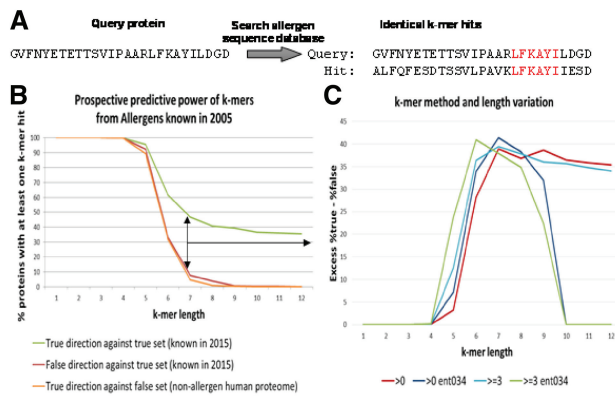 A
Query protein
Search allergen
sequence database
Identical k-mer hits
GVFNYETETTSVIPAARLFKAYILDGD
Query: GVFNYETETTSVIPAARLFKAYILDGD
Hit: ALFQFESDTSSVLPAVKLFKAYIIESD
B
Prospective predictive power of k-mers
from Allergens known in 2005
% proteins with at least one k-mer hit
100
90
80
70
60
50
40
30
20
10
0
1 2 3 4 5 6 7 8 9 10 11 12
k-mer length
True direction against true set (known in 2015)
False direction against true set (known in 2015)
True direction against false set (non-allergen human proteome)
C
k-mer method and length variation
Excess %true - %false
45
40
35
30
25
20
15
10
5
0
1 2 3 4 5 6 7 8 9 10 11 12
k-mer length
>0 >0 ent034 >=3 >=3 ent034